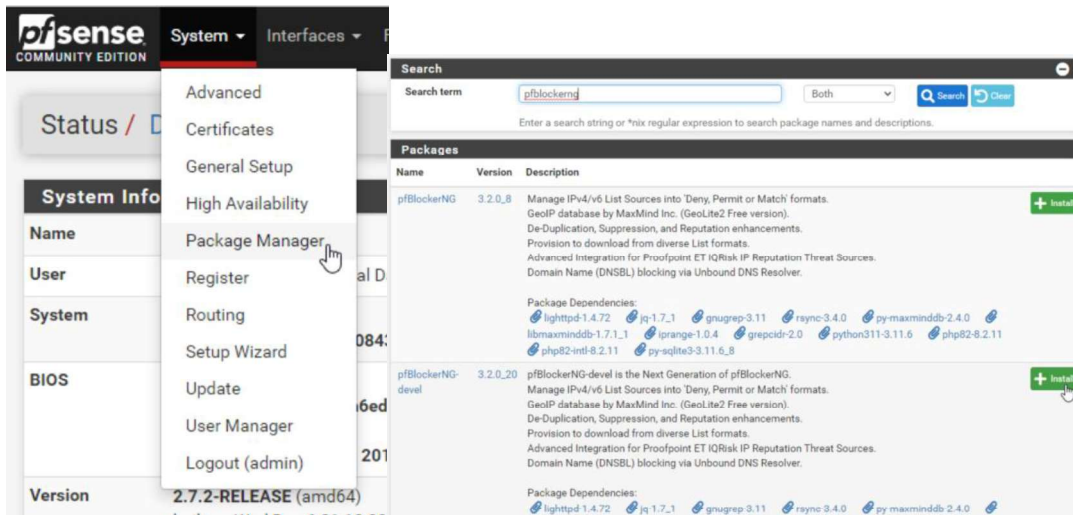 pfsense
COMMUNITY EDITION
System
Interfaces
Status /
Advanced
Certificates
General Setup
High Availability
Package Manager
Register
Routing
Setup Wizard
Update
User Manager
Logout (admin)
System Info
Name
User
al D
System
BIOS
201
Version
2.7.2-RELEASE (amd64)
Search
Search term
pfblockerng
Both
Search
Clear
Enter a search string or *nix regular expression to search package names and descriptions.
Packages
Name Version Description
pfBlockerNG 3.2.0_8 Manage IPv4/v6 List Sources into 'Deny, Permit or Match' formats.
Install
GeoIP database by MaxMind Inc. (GeoLite2 Free version).
De-Duplication, Suppression, and Reputation enhancements.
Provision to download from diverse List formats.
Advanced Integration for Proofpoint ET IQRisk IP Reputation Threat Sources.
Domain Name (DNSBL) blocking via Unbound DNS Resolver.
Package Dependencies:
lighttpd-1.4.72 jq-1.7_1 gnugrep-3.11 rsync-3.4.0 py-maxminddb-2.4.0
libmaxminddb-1.7.1_1 iprange-1.0.4 grepcidr-2.0 python311-3.11.6 php82-8.2.11
php82-intl-8.2.11 py-sqlite3-3.11.6_8
pfBlockerNG-devel 3.2.0_20 pfBlockerNG-devel is the Next Generation of pfBlockerNG.
Install
Manage IPv4/v6 List Sources into 'Deny, Permit or Match' formats.
GeoIP database by MaxMind Inc. (GeoLite2 Free version).
De-Duplication, Suppression, and Reputation enhancements.
Provision to download from diverse List formats.
Advanced Integration for Proofpoint ET IQRisk IP Reputation Threat Sources.
Domain Name (DNSBL) blocking via Unbound DNS Resolver.
Package Dependencies:
lighttpd-1.4.72 jq-1.7_1 gnugrep-3.11 rsync-3.4.0 py-maxminddb-2.4.0